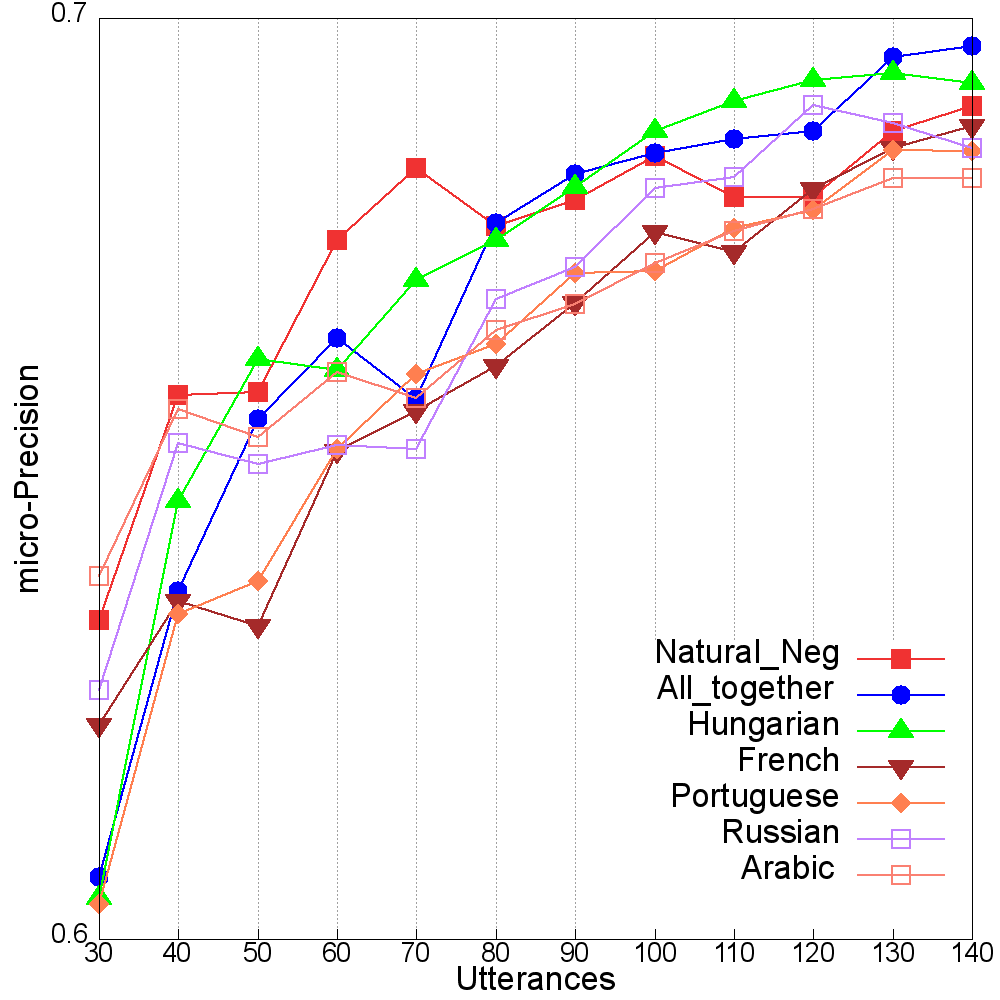 0.7
micro-Precision
Natural_Neg
All_together
Hungarian
French
Portuguese
Russian
Arabic
0.6
30 40 50 60 70 80 90 100 110 120 130 140
Utterances